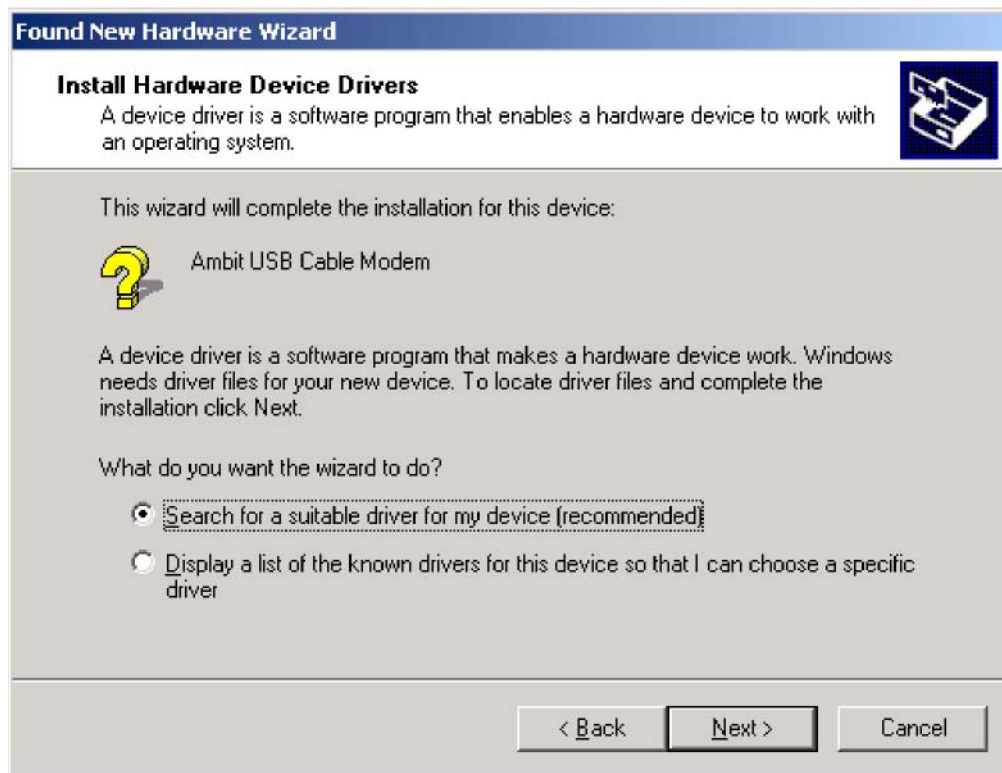 Found New Hardware Wizard
Install Hardware Device Drivers
A device driver is a software program that enables a hardware device to work with
an operating system.
This wizard will complete the installation for this device:
Ambit USB Cable Modem
A device driver is a software program that makes a hardware device work. Windows
needs driver files for your new device. To locate driver files and complete the
installation click Next.
What do you want the wizard to do?
Search for a suitable driver for my device (recommended)
Display a list of the known drivers for this device so that I can choose a specific
driver
< Back
Next >
Cancel